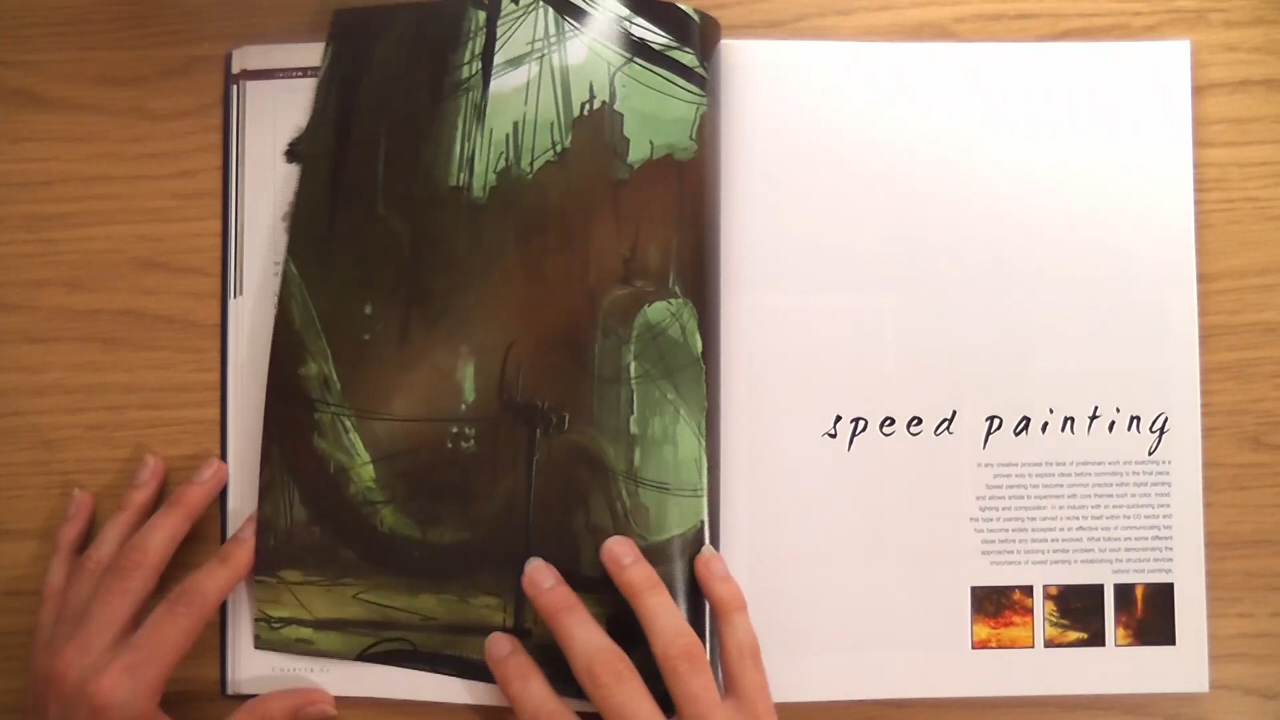 speed painting
In any creative process the task of preliminary work and sketching is a
proven way to explore ideas before committing to the final piece.
Speed painting has become common practice within digital painting
and allows artists to experiment with core themes such as color, mood,
lighting and composition. In an industry with an ever-quickening pace,
this type of painting has carved a niche for itself within the CG sector and
has become widely accepted as an effective way of communicating key
ideas before any details are evolved. What follows are some different
approaches to tackling a similar problem, but each demonstrating the
importance of speed painting in establishing the structural devices
behind most paintings.